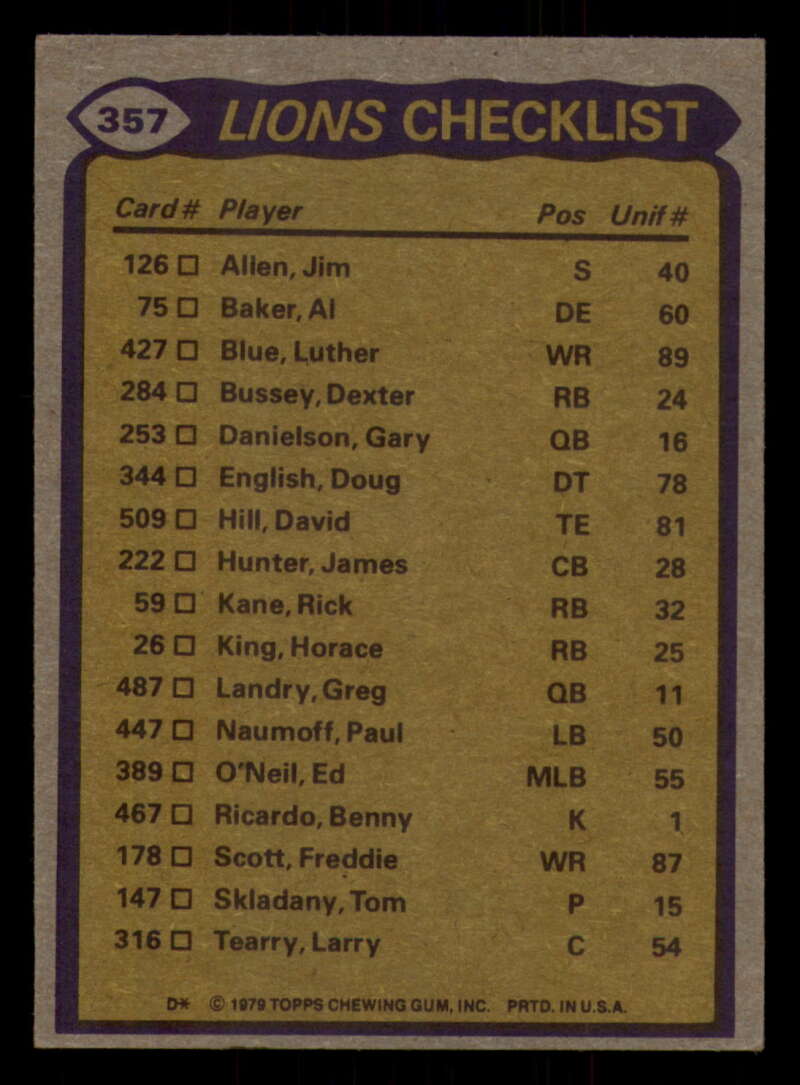 357 LIONS CHECKLIST
Card# Player Pos Unif#
126 □ Allen, Jim S 40
75 □ Baker, Al DE 60
427 □ Blue, Luther WR 89
284 □ Bussey, Dexter RB 24
253 □ Danielson, Gary QB 16
344 □ English, Doug DT 78
509 □ Hill, David TE 81
222 □ Hunter, James CB 28
59 □ Kane, Rick RB 32
26 □ King, Horace RB 25
487 □ Landry, Greg QB 11
447 □ Naumoff, Paul LB 50
389 □ O'Neil, Ed MLB 55
467 □ Ricardo, Benny K 1
178 □ Scott, Freddie WR 87
147 □ Skladany, Tom P 15
316 □ Tearry, Larry C 54
D* © 1979 TOPPS CHEWING GUM, INC. PRTD. IN U.S.A.